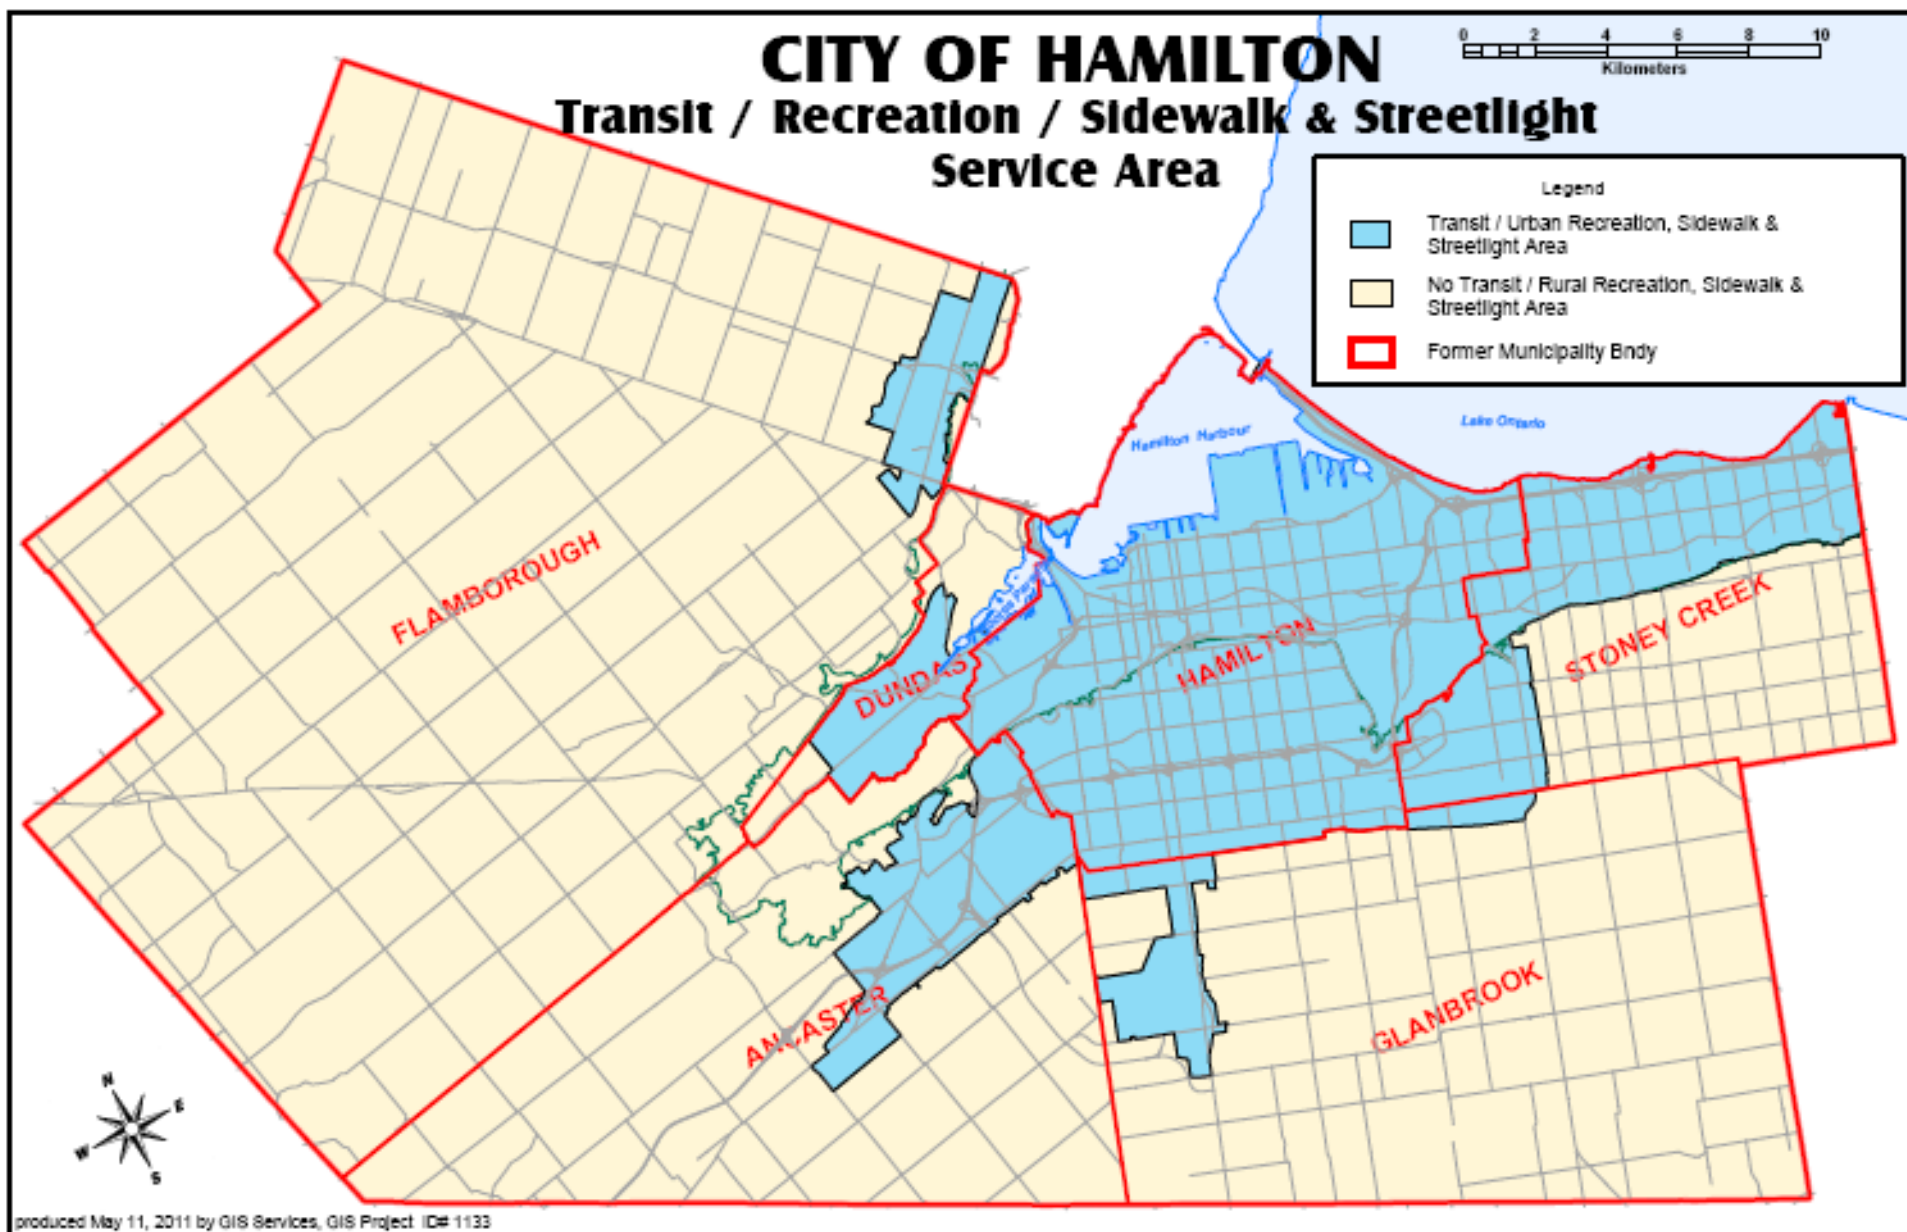 CITY OF HAMILTON
Transit / Recreation / Sidewalk & Streetlight
Service Area
0 2 4 6 8 10
Kilometers
Legend
Transit / Urban Recreation, Sidewalk &
Streetlight Area
No Transit / Rural Recreation, Sidewalk &
Streetlight Area
Former Municipality Bndy
Lake Ontario
Hamilton Harbour
FLAMBOROUGH
DUNDAS
HAMILTON
STONEY CREEK
ANCASTER
GLANBROOK
N
E
W
S
produced May 11, 2011 by GIS Services, GIS Project ID# 1133